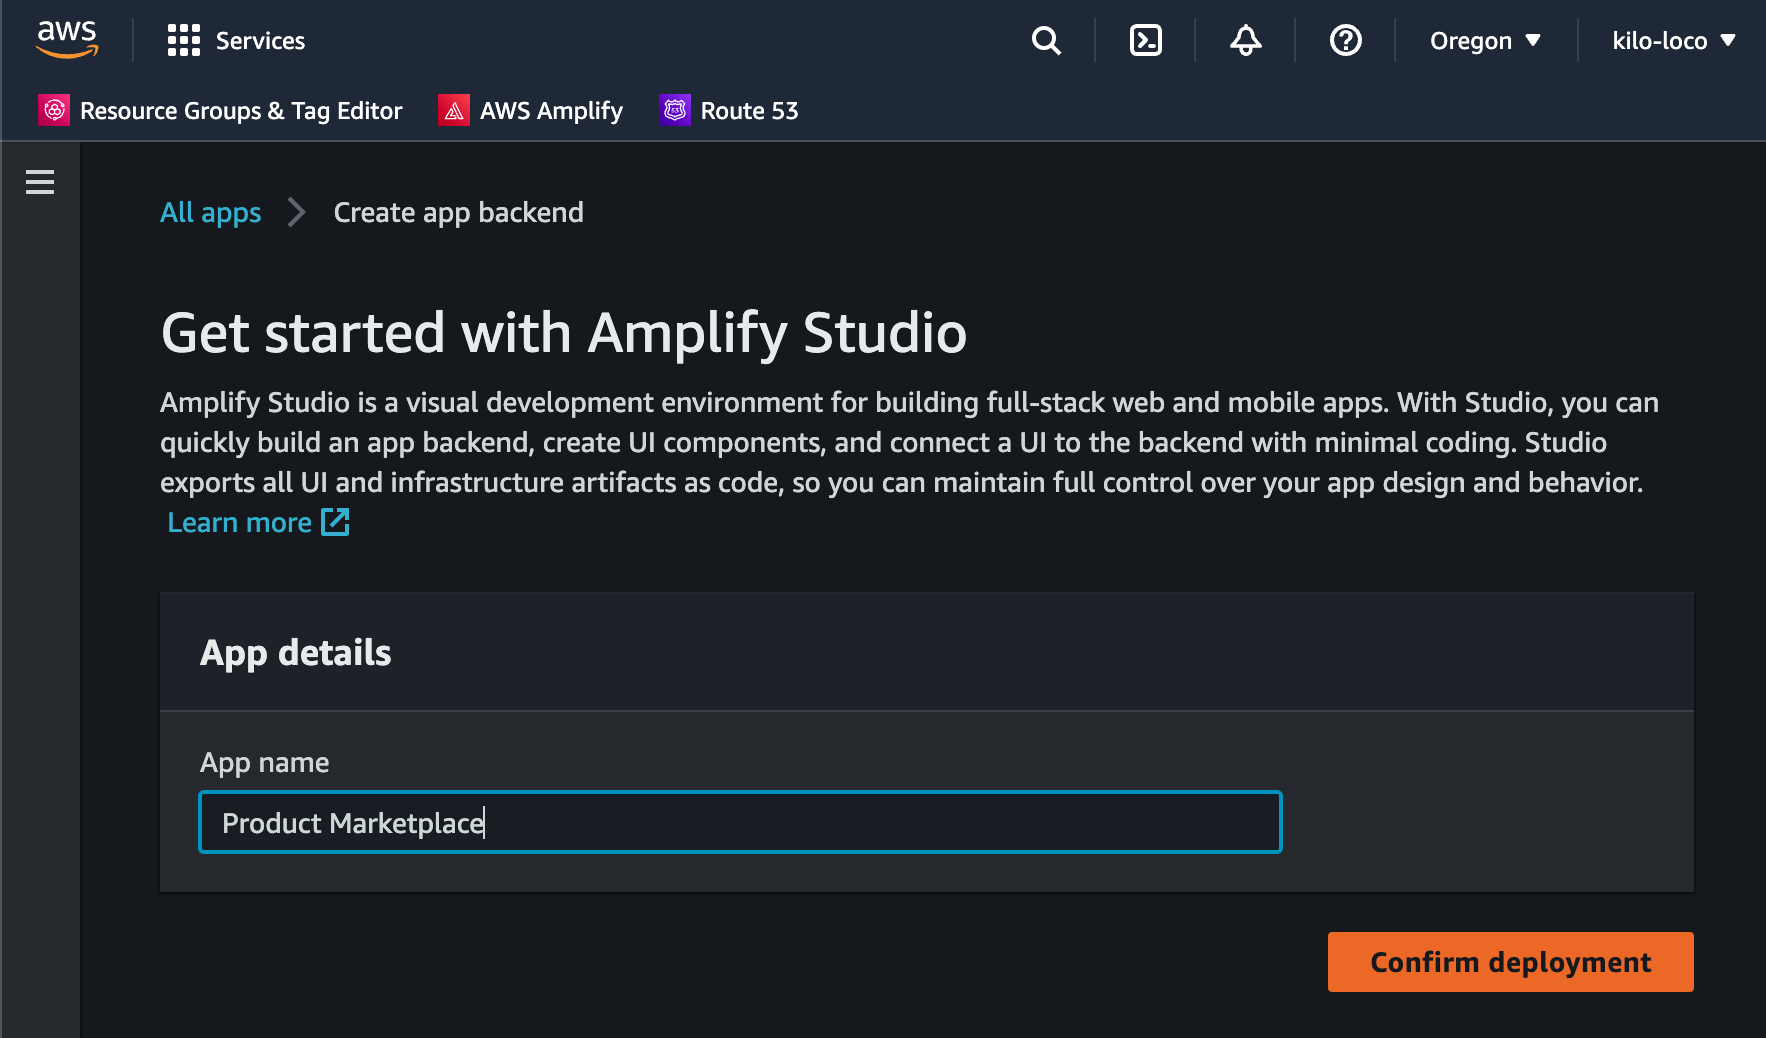 aws
Services
Oregon
kilo-loco
Resource Groups & Tag Editor
AWS Amplify
Route 53
All apps
Create app backend
Get started with Amplify Studio
Amplify Studio is a visual development environment for building full-stack web and mobile apps. With Studio, you can
quickly build an app backend, create UI components, and connect a UI to the backend with minimal coding. Studio
exports all UI and infrastructure artifacts as code, so you can maintain full control over your app design and behavior.
Learn more
App details
App name
Product Marketplace
Confirm deployment